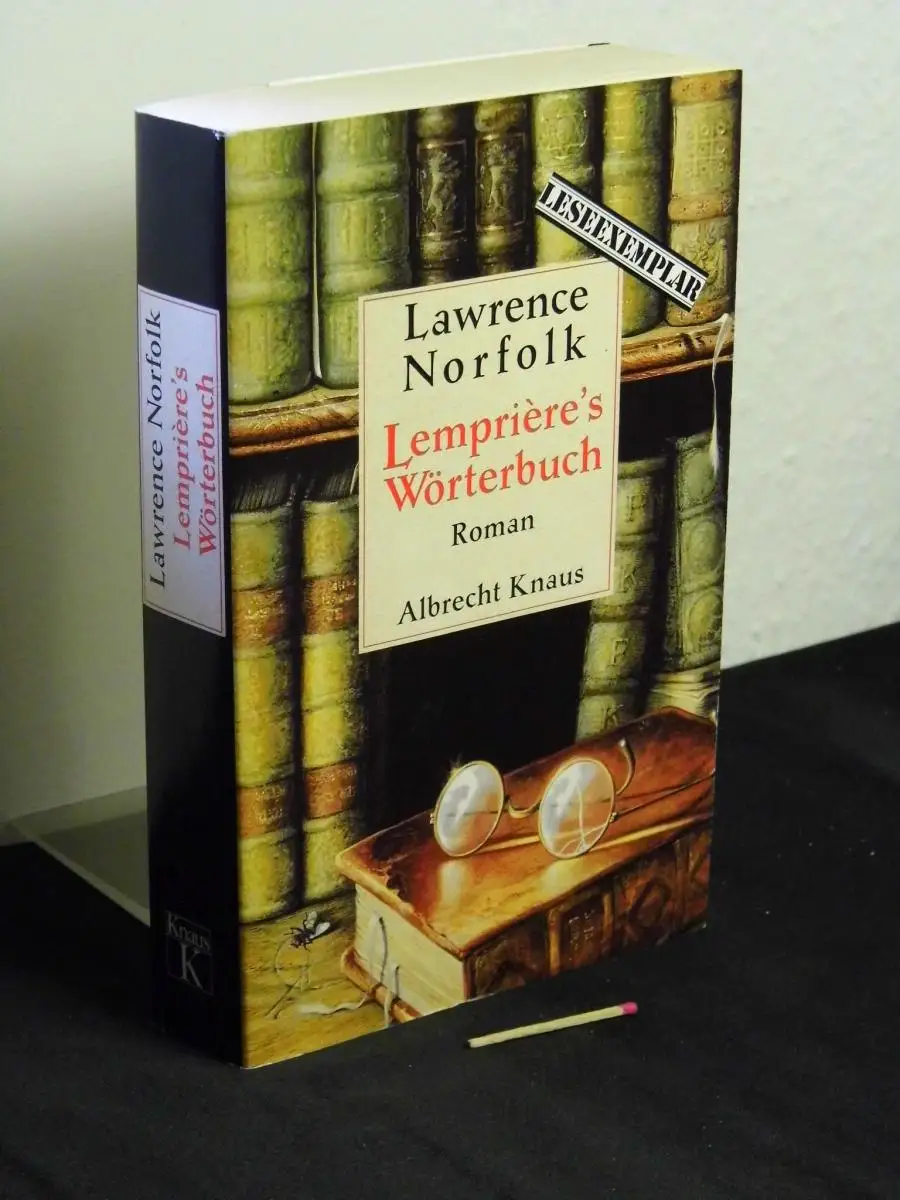 LESEEXEMPLAR
Lawrence
Norfolk
Lemprière's
Wörterbuch
Roman
Albrecht Knaus
Lawrence Norfolk
Lemprière's
Wörterbuch
Knaus
K